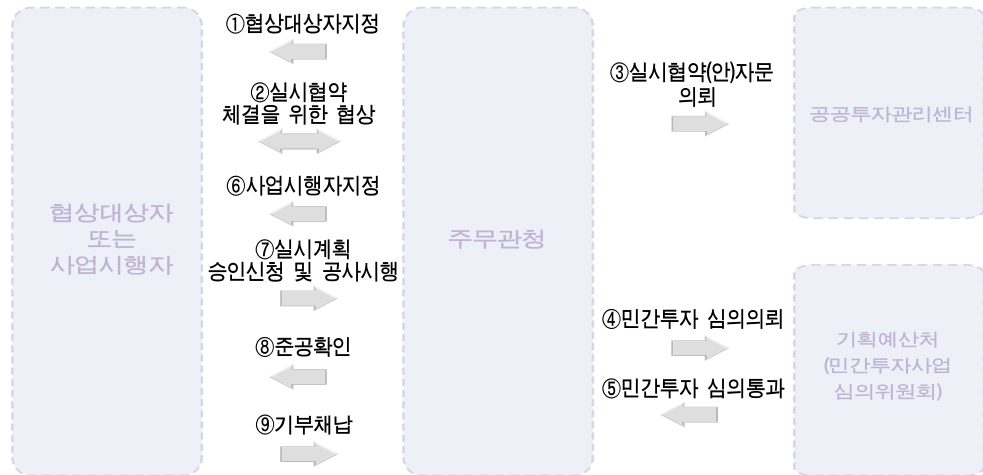 ①협상대상자지정
②실시협약
체결을 위한 협상
③실시협약(안)자문
의뢰
공공투자관리센터
⑥사업시행자지정
협상대상자
또는
사업시행자
주무관청
⑦실시계획
승인신청 및 공사시행
④민간투자 심의의뢰
⑧준공확인
기획예산처
(민간투자사업
심의위원회)
⑤민간투자 심의통과
⑨기부채납